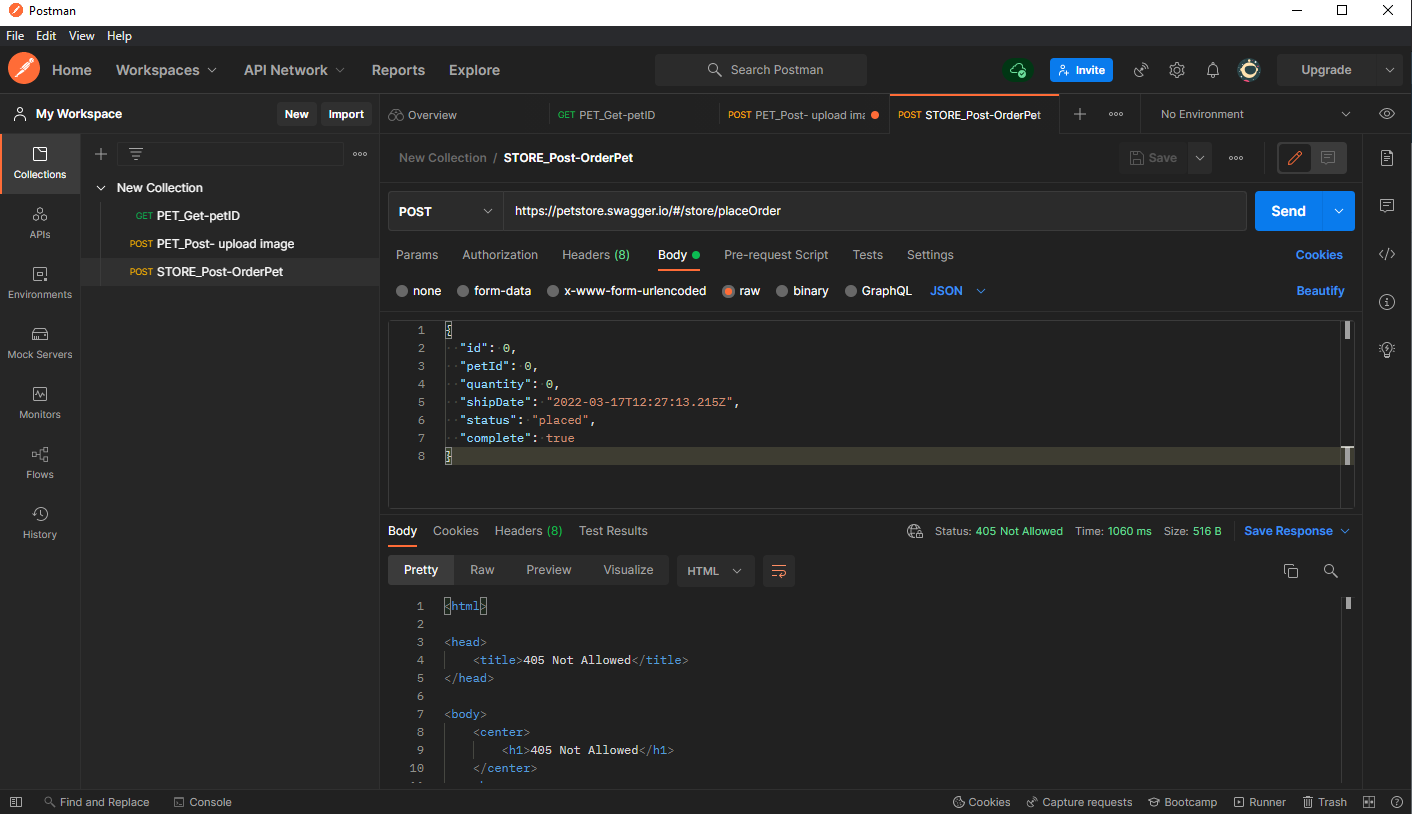 Postman
File Edit View Help
Home Workspaces API Network Reports Explore Search Postman Invite Upgrade
My Workspace New Import
Overview GET PET_Get-petID POST PET_Post- upload ima POST STORE_Post-OrderPet No Environment
Collections
APIs
Environments
Mock Servers
Monitors
Flows
History
New Collection
GET PET_Get-petID
POST PET_Post- upload image
POST STORE_Post-OrderPet
New Collection / STORE_Post-OrderPet Save
POST https://petstore.swagger.io/#/store/placeOrder Send
Params Authorization Headers (8) Body Pre-request Script Tests Settings Cookies
none form-data x-www-form-urlencoded raw binary GraphQL JSON Beautify
1 {
2 "id": 0,
3 "petId": 0,
4 "quantity": 0,
5 "shipDate": "2022-03-17T12:27:13.215Z",
6 "status": "placed",
7 "complete": true
8 }
Body Cookies Headers (8) Test Results Status: 405 Not Allowed Time: 1060 ms Size: 516 B Save Response
Pretty Raw Preview Visualize HTML
1 <html>
2
3 <head>
4 <title>405 Not Allowed</title>
5 </head>
6
7 <body>
8 <center>
9 <h1>405 Not Allowed</h1>
10 </center>
Find and Replace Console Cookies Capture requests Bootcamp Runner Trash